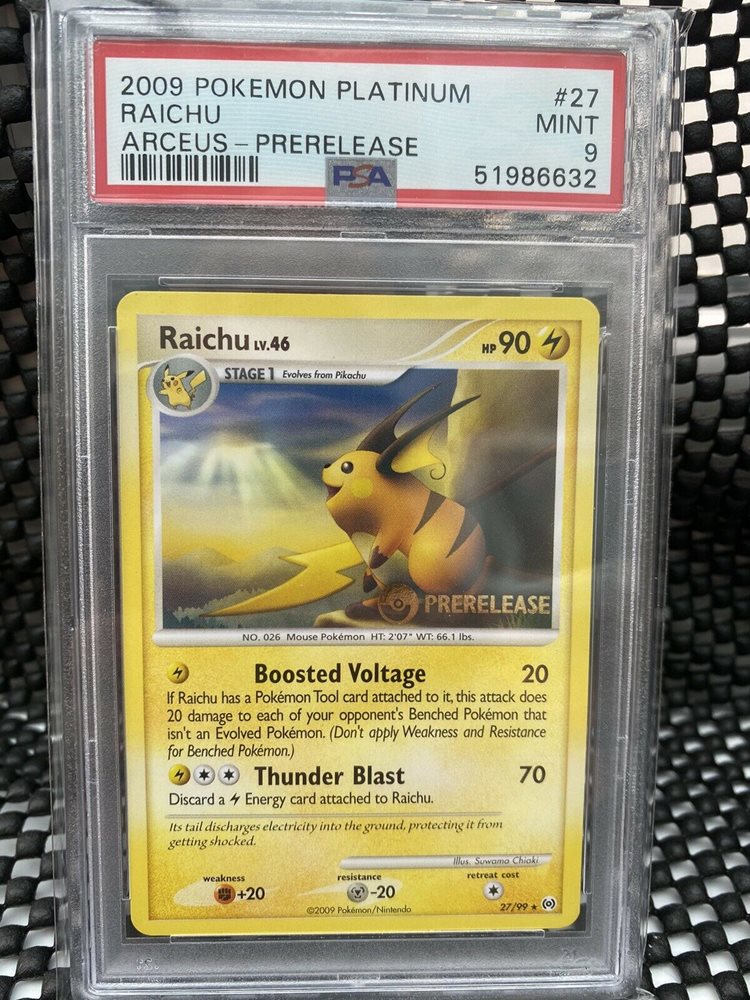 2009 POKEMON PLATINUM #27
RAICHU MINT
ARCEUS – PRERELEASE 9
PSA 51986632
Raichu LV.46 HP 90
STAGE 1 Evolves from Pikachu
PRERELEASE
NO. 026 Mouse Pokémon HT: 2'07" WT: 66.1 lbs.
Boosted Voltage 20
If Raichu has a Pokémon Tool card attached to it, this attack does
20 damage to each of your opponent's Benched Pokémon that
isn't an Evolved Pokémon. (Don't apply Weakness and Resistance
for Benched Pokémon.)
Thunder Blast 70
Discard a Energy card attached to Raichu.
Its tail discharges electricity into the ground, protecting it from
getting shocked.
Illus. Suwama Chiaki
weakness resistance retreat cost
+20 -20
©2009 Pokémon/Nintendo 27/99 ★